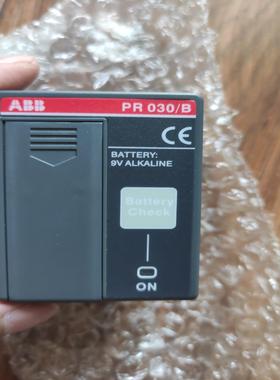 ABB PR 030/B
CE
BATTERY:
9V ALKALINE
Battery
Check
ON